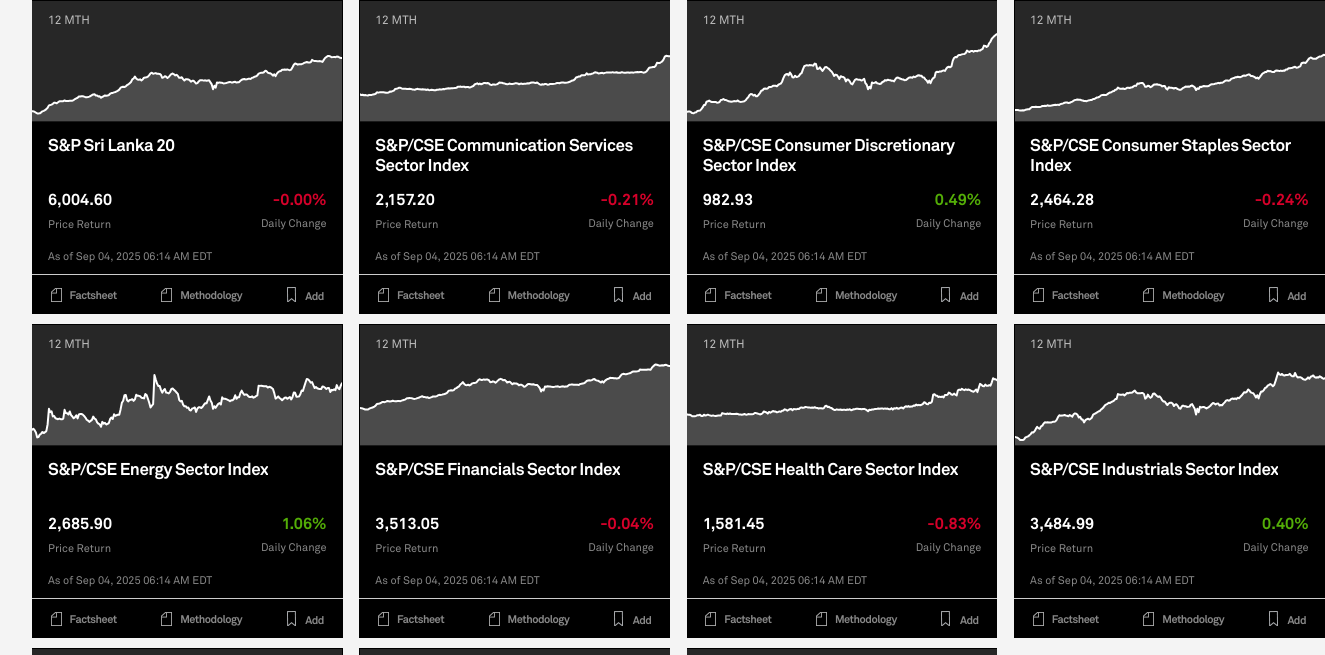 12 MTH
S&P Sri Lanka 20
6,004.60
-0.00%
Price Return
Daily Change
As of Sep 04, 2025 06:14 AM EDT
Factsheet
Methodology
Add
12 MTH
S&P/CSE Communication Services
Sector Index
2,157.20
-0.21%
Price Return
Daily Change
As of Sep 04, 2025 06:14 AM EDT
Factsheet
Methodology
Add
12 MTH
S&P/CSE Consumer Discretionary
Sector Index
982.93
0.49%
Price Return
Daily Change
As of Sep 04, 2025 06:14 AM EDT
Factsheet
Methodology
Add
12 MTH
S&P/CSE Consumer Staples Sector
Index
2,464.28
-0.24%
Price Return
Daily Change
As of Sep 04, 2025 06:14 AM EDT
Factsheet
Methodology
Add
12 MTH
S&P/CSE Energy Sector Index
2,685.90
1.06%
Price Return
Daily Change
As of Sep 04, 2025 06:14 AM EDT
Factsheet
Methodology
Add
12 MTH
S&P/CSE Financials Sector Index
3,513.05
-0.04%
Price Return
Daily Change
As of Sep 04, 2025 06:14 AM EDT
Factsheet
Methodology
Add
12 MTH
S&P/CSE Health Care Sector Index
1,581.45
-0.83%
Price Return
Daily Change
As of Sep 04, 2025 06:14 AM EDT
Factsheet
Methodology
Add
12 MTH
S&P/CSE Industrials Sector Index
3,484.99
0.40%
Price Return
Daily Change
As of Sep 04, 2025 06:14 AM EDT
Factsheet
Methodology
Add